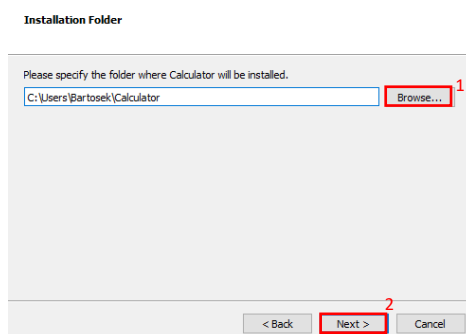 Installation Folder
Please specify the folder where Calculator will be installed.
C:\Users\Bartosek\Calculator
Browse...
1
2
< Back
Next >
Cancel